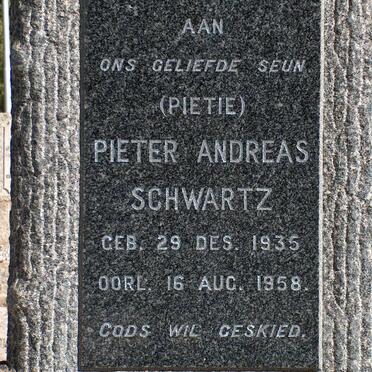 AAN
ONS GELIEFDE SEUN
(PIETIE)
PIETER ANDREAS
SCHWARTZ
GEB. 29 DES. 1935
OORL. 16 AUG. 1958.
GODS WIL GESKIED.